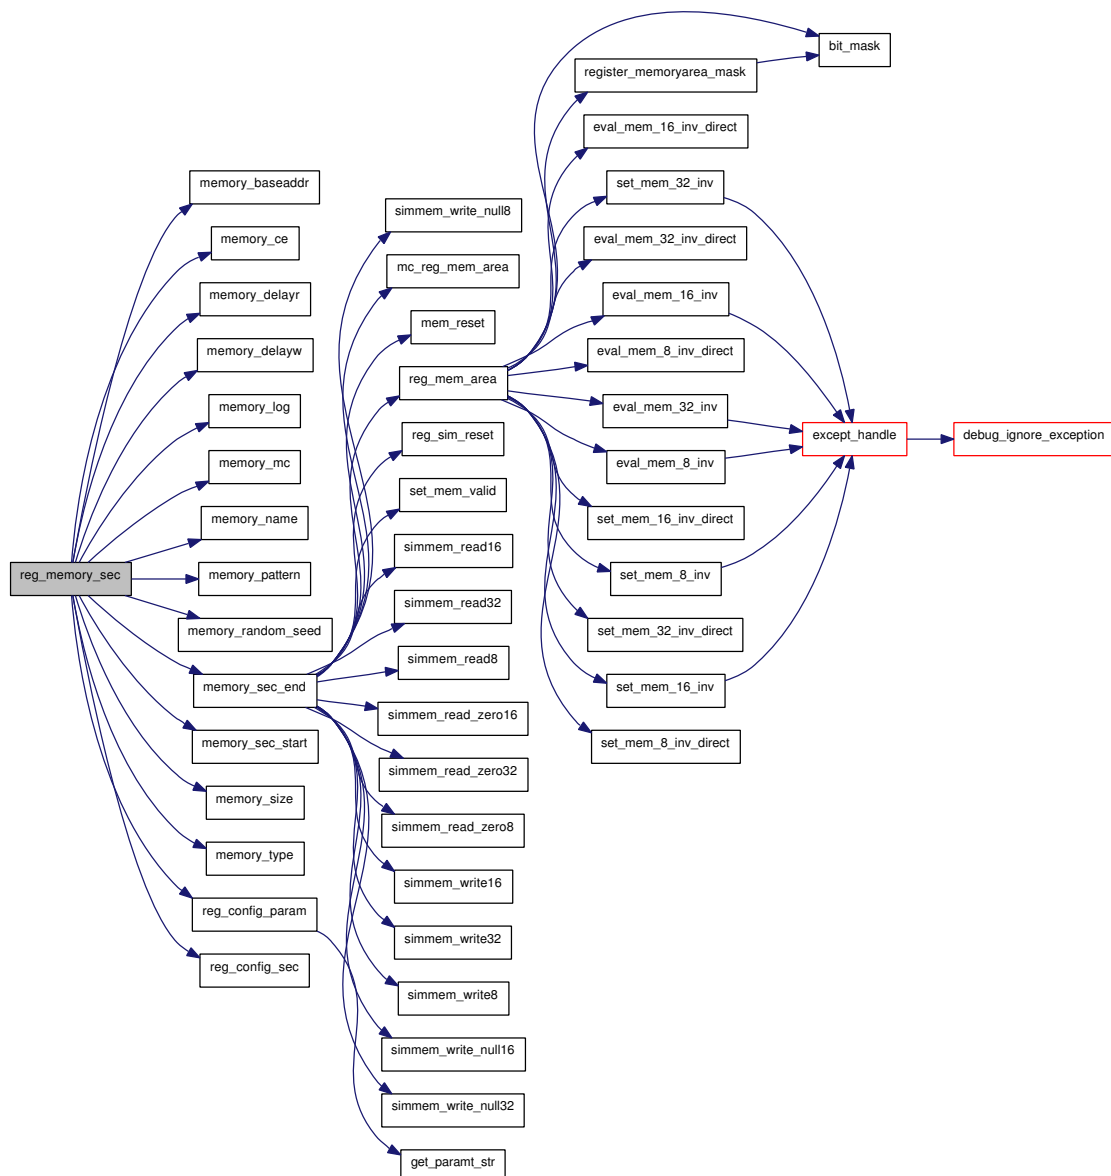 reg_memory_sec
memory_baseaddr
memory_ce
memory_delayr
memory_delayw
memory_log
memory_mc
memory_name
memory_pattern
memory_random_seed
memory_sec_end
memory_sec_start
memory_size
memory_type
reg_config_param
reg_config_sec
simmem_write_null8
mc_reg_mem_area
mem_reset
reg_mem_area
reg_sim_reset
set_mem_valid
simmem_read16
simmem_read32
simmem_read8
simmem_read_zero16
simmem_read_zero32
simmem_read_zero8
simmem_write16
simmem_write32
simmem_write8
simmem_write_null16
simmem_write_null32
get_paramt_str
register_memoryarea_mask
eval_mem_16_inv_direct
set_mem_32_inv
eval_mem_32_inv_direct
eval_mem_16_inv
eval_mem_8_inv_direct
eval_mem_32_inv
eval_mem_8_inv
set_mem_16_inv_direct
set_mem_8_inv
set_mem_32_inv_direct
set_mem_16_inv
set_mem_8_inv_direct
bit_mask
except_handle
debug_ignore_exception